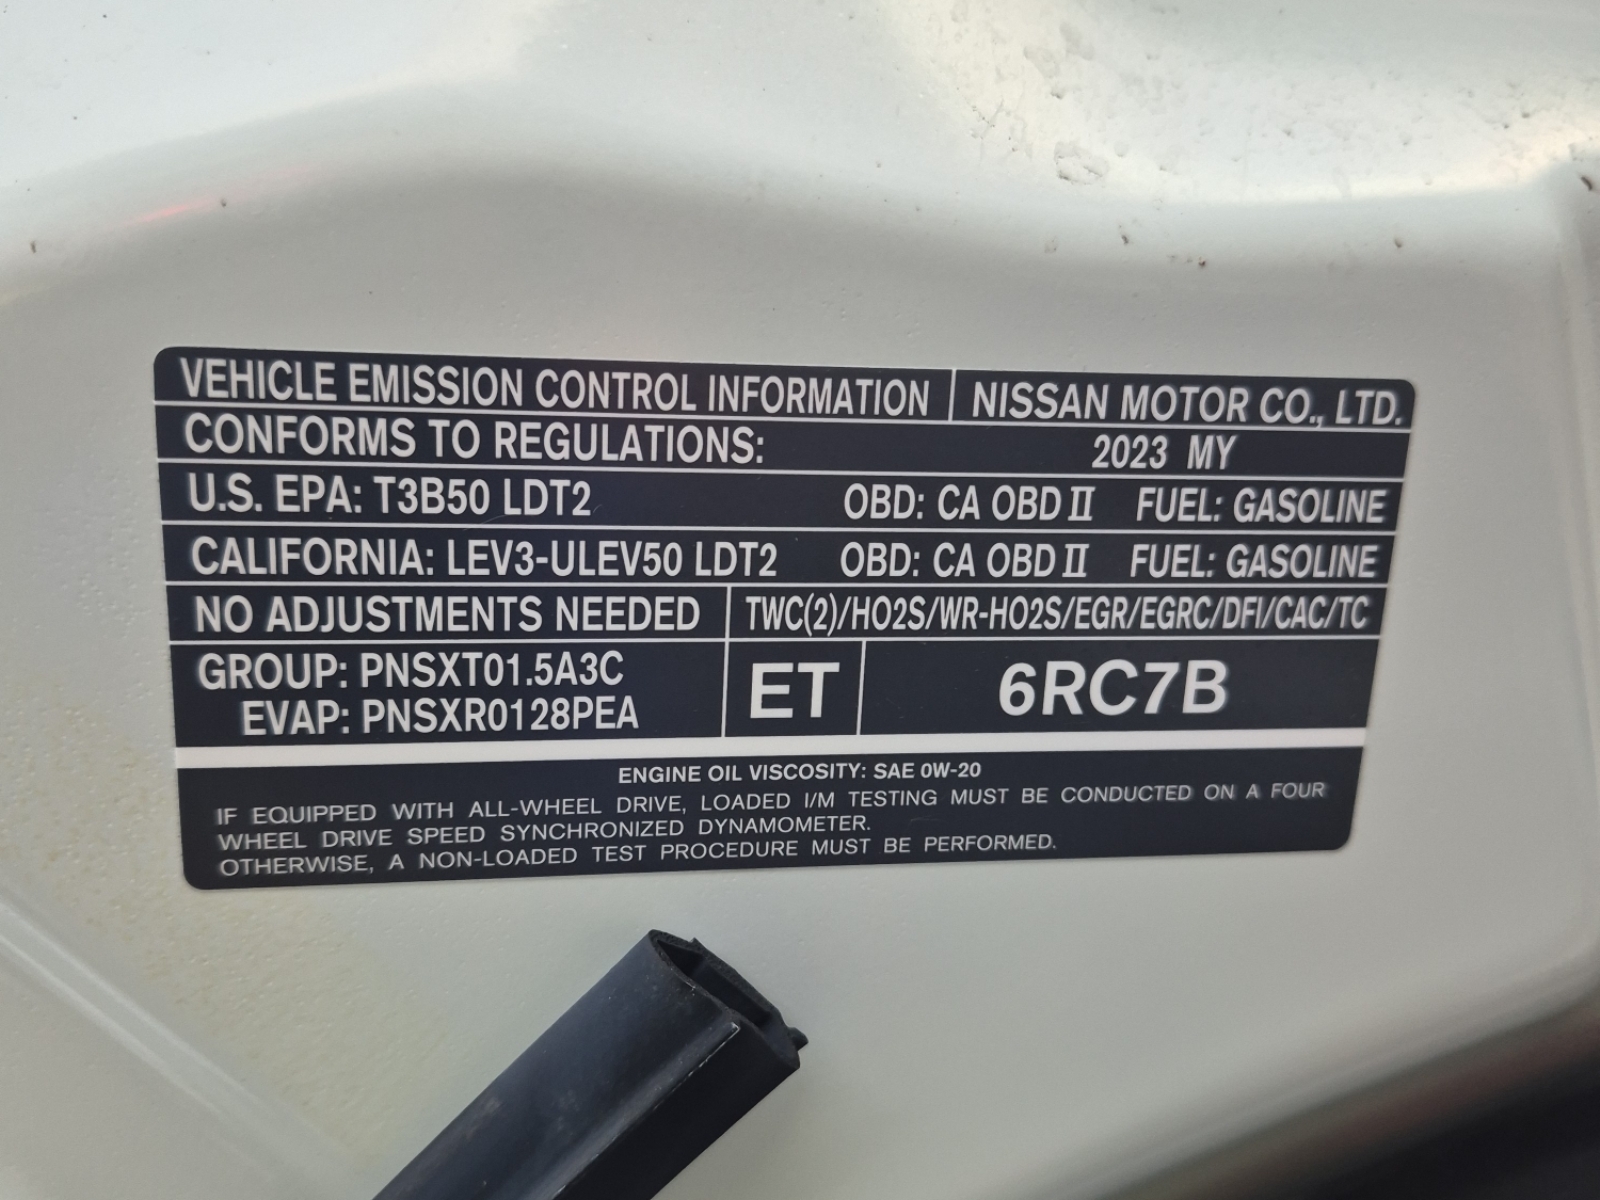 VEHICLE EMISSION CONTROL INFORMATION NISSAN MOTOR CO., LTD.
CONFORMS TO REGULATIONS: 2023 MY
U.S. EPA: T3B50 LDT2 OBD: CA OBD II FUEL: GASOLINE
CALIFORNIA: LEV3-ULEV50 LDT2 OBD: CA OBD II FUEL: GASOLINE
NO ADJUSTMENTS NEEDED TWC(2)/HO2S/WR-HO2S/EGR/EGRC/DFI/CAC/TC
GROUP: PNSXT01.5A3C
EVAP: PNSXR0128PEA
ET
6RC7B
ENGINE OIL VISCOSITY: SAE 0W-20
IF EQUIPPED WITH ALL-WHEEL DRIVE, LOADED I/M TESTING MUST BE CONDUCTED ON A FOUR
WHEEL DRIVE SPEED SYNCHRONIZED DYNAMOMETER.
OTHERWISE, A NON-LOADED TEST PROCEDURE MUST BE PERFORMED.